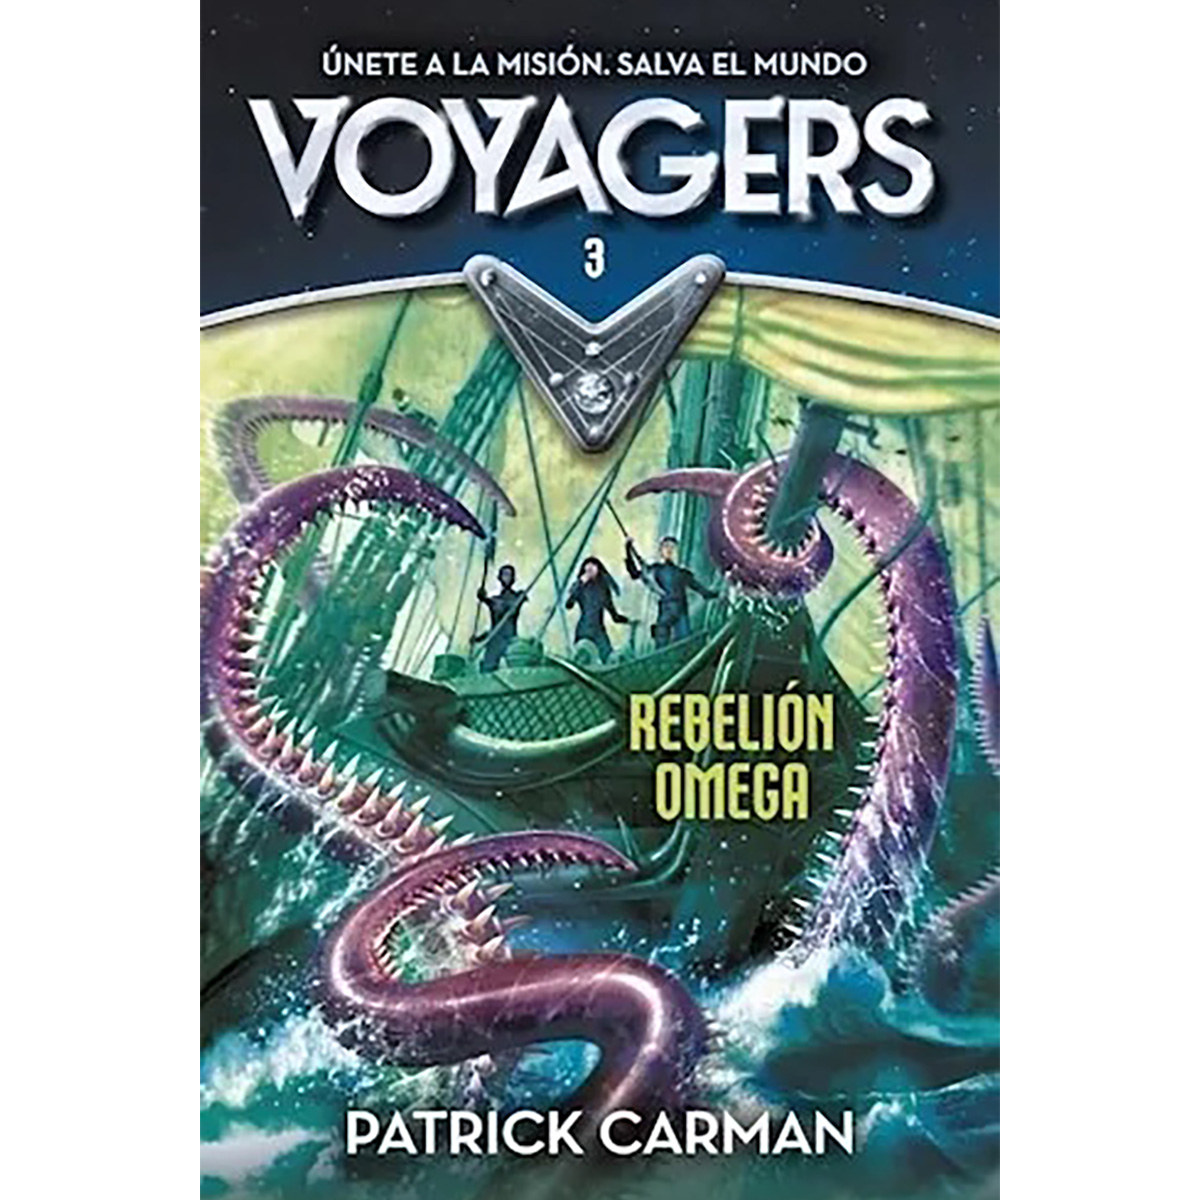 ÚNETE A LA MISIÓN. SALVA EL MUNDO
VOYAGERS
3
REBELIÓN
OMEGA
PATRICK CARMAN